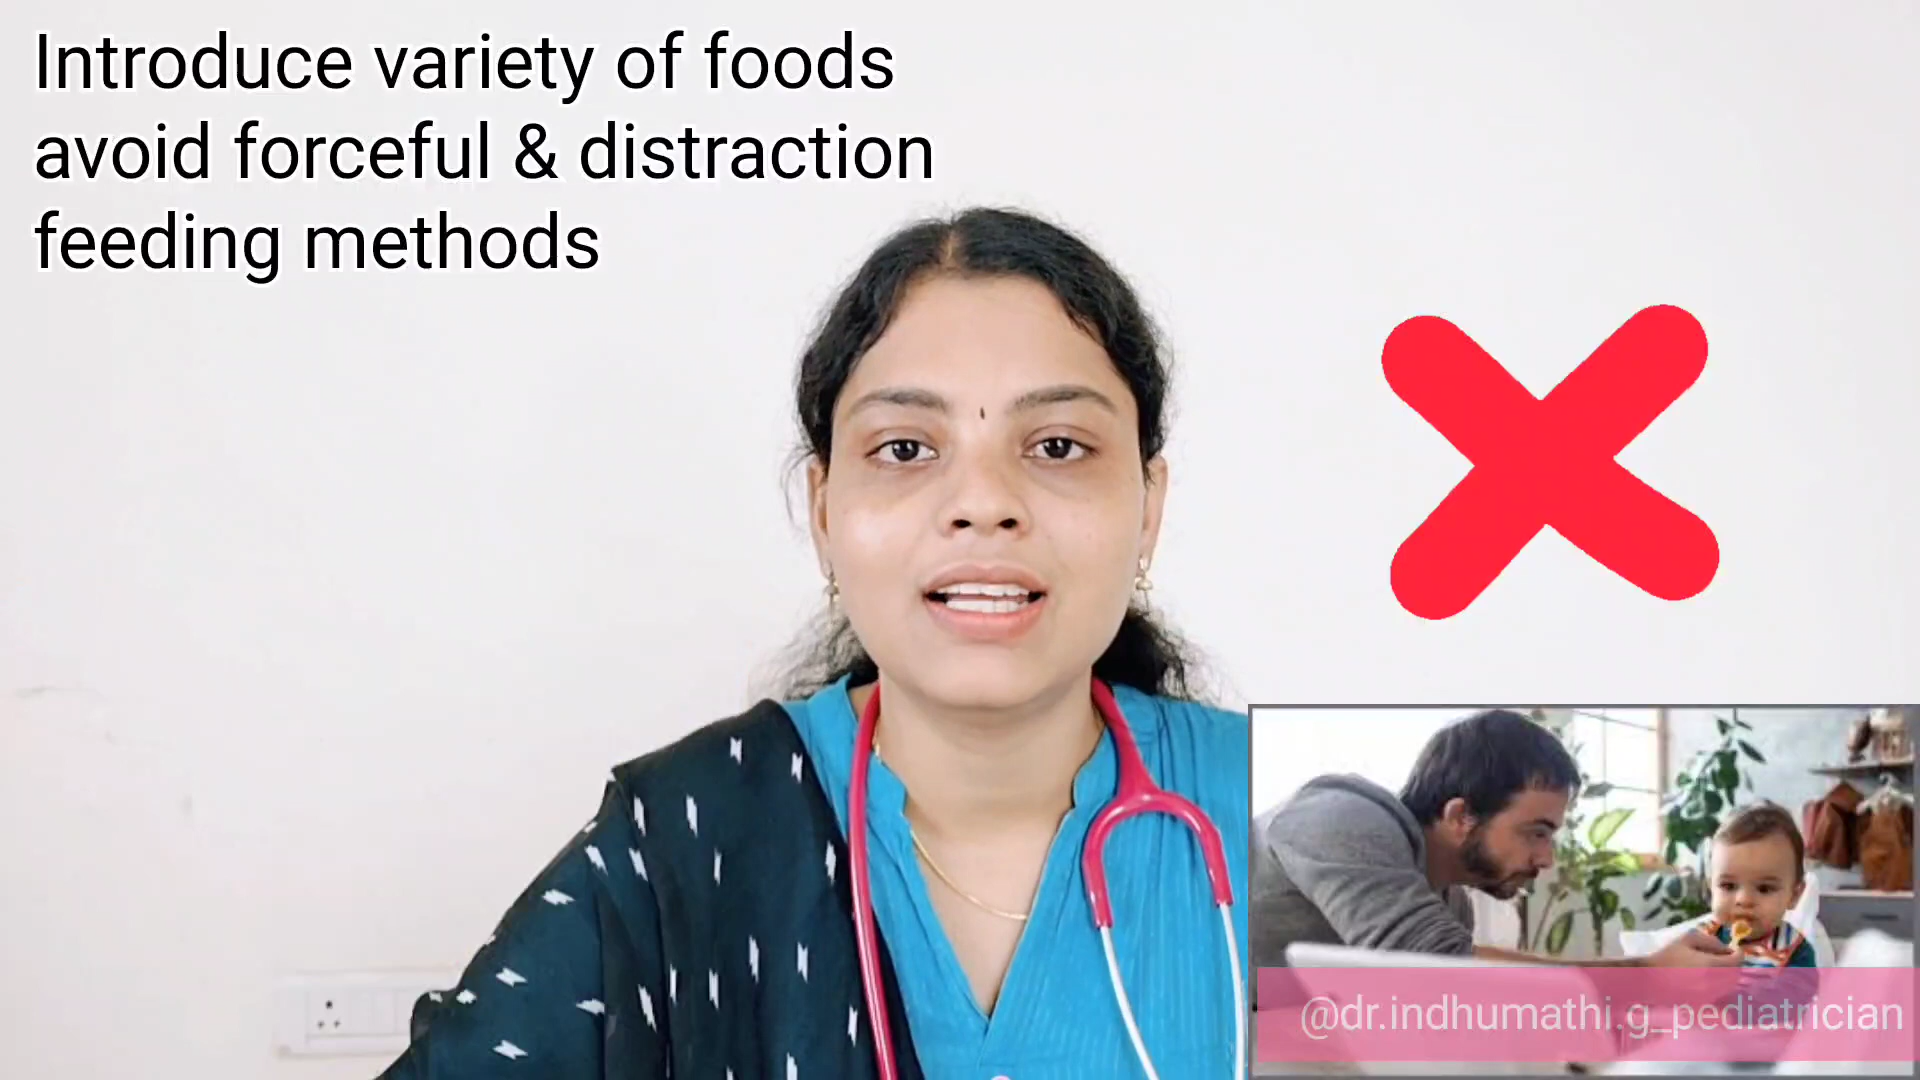 Introduce variety of foods
avoid forceful & distraction
feeding methods
@dr.indhumathi.g_pediatrician